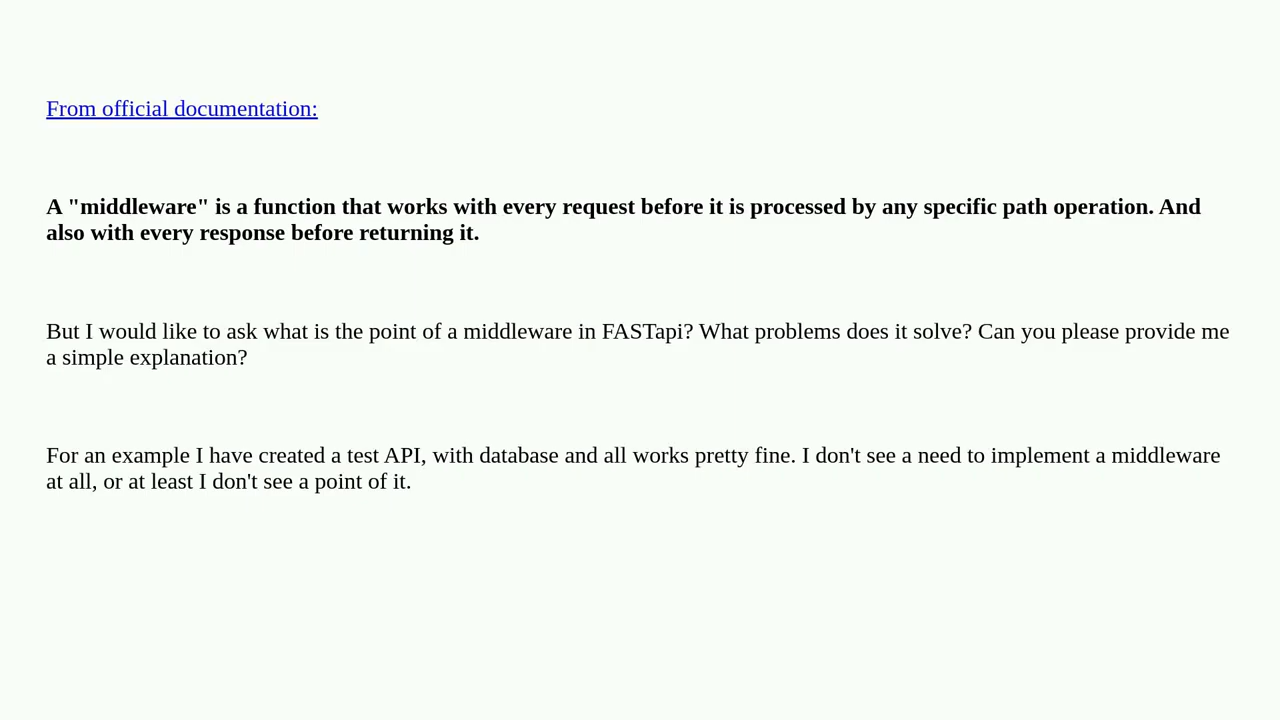 From official documentation:
A "middleware" is a function that works with every request before it is processed by any specific path operation. And
also with every response before returning it.
But I would like to ask what is the point of a middleware in FASTapi? What problems does it solve? Can you please provide me
a simple explanation?
For an example I have created a test API, with database and all works pretty fine. I don't see a need to implement a middleware
at all, or at least I don't see a point of it.